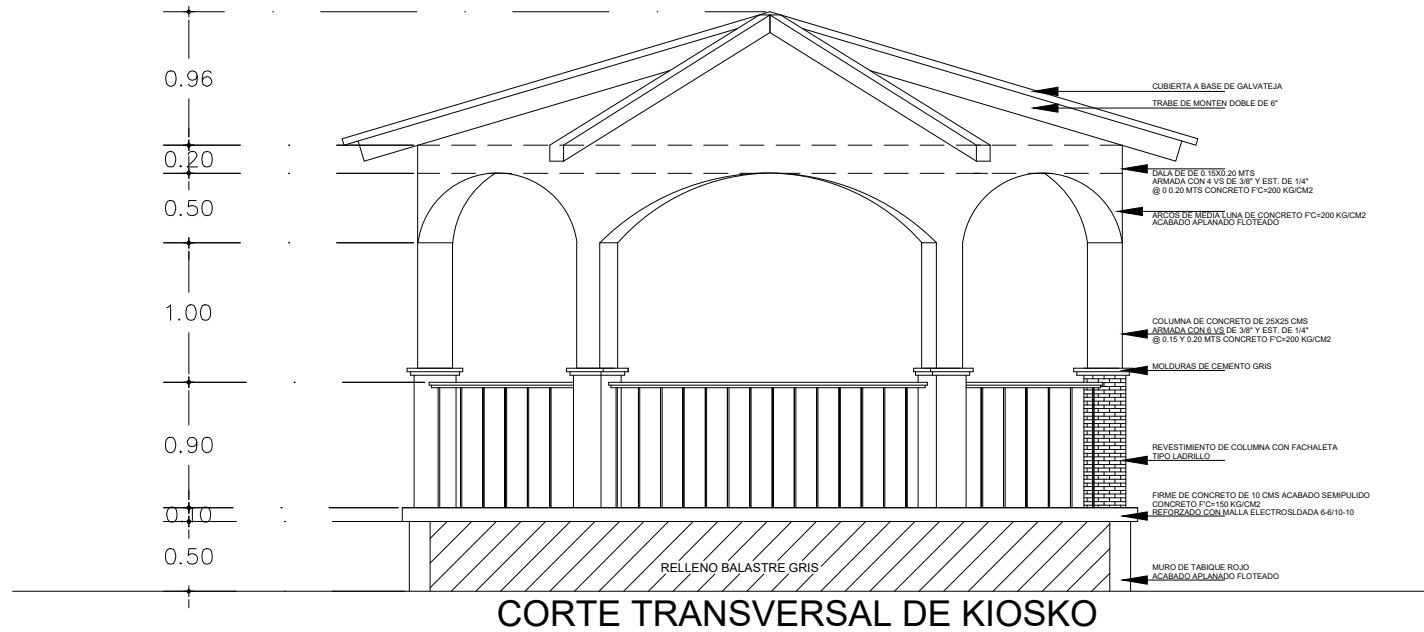 0.96
0.20
0.50
1.00
0.90
0.10
0.50
CUBIERTA A BASE DE GALVATEJA
TRABE DE MONTEN DOBLE DE 6"
DALA DE DE 0.15X0.20 MTS
ARMADA CON 4 VS DE 3/8" Y EST. DE 1/4"
@ 0 0.20 MTS CONCRETO F'C=200 KG/CM2
ARCOS DE MEDIA LUNA DE CONCRETO F'C=200 KG/CM2
ACABADO APLANADO FLOTEADO
COLUMNA DE CONCRETO DE 25X25 CMS
ARMADA CON 6 VS DE 3/8" Y EST. DE 1/4"
@ 0.15 Y 0.20 MTS CONCRETO F'C=200 KG/CM2
MOLDURAS DE CEMENTO GRIS
REVESTIMIENTO DE COLUMNA CON FACHALETA
TIPO LADRILLO
FIRME DE CONCRETO DE 10 CMS ACABADO SEMIPULIDO
CONCRETO F'C=150 KG/CM2
REFORZADO CON MALLA ELECTROSLDADA 6-6/10-10
MURO DE TABIQUE ROJO
ACABADO APLANADO FLOTEADO
RELLENO BALASTRE GRIS
CORTE TRANSVERSAL DE KIOSKO